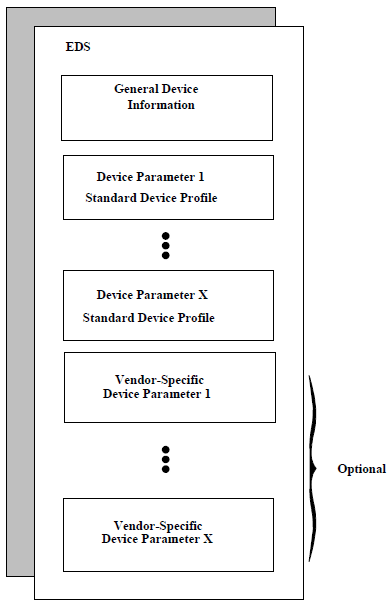 EDS
General Device
Information
Device Parameter 1
Standard Device Profile
Device Parameter X
Standard Device Profile
Vendor-Specific
Device Parameter 1
Optional
Vendor-Specific
Device Parameter X